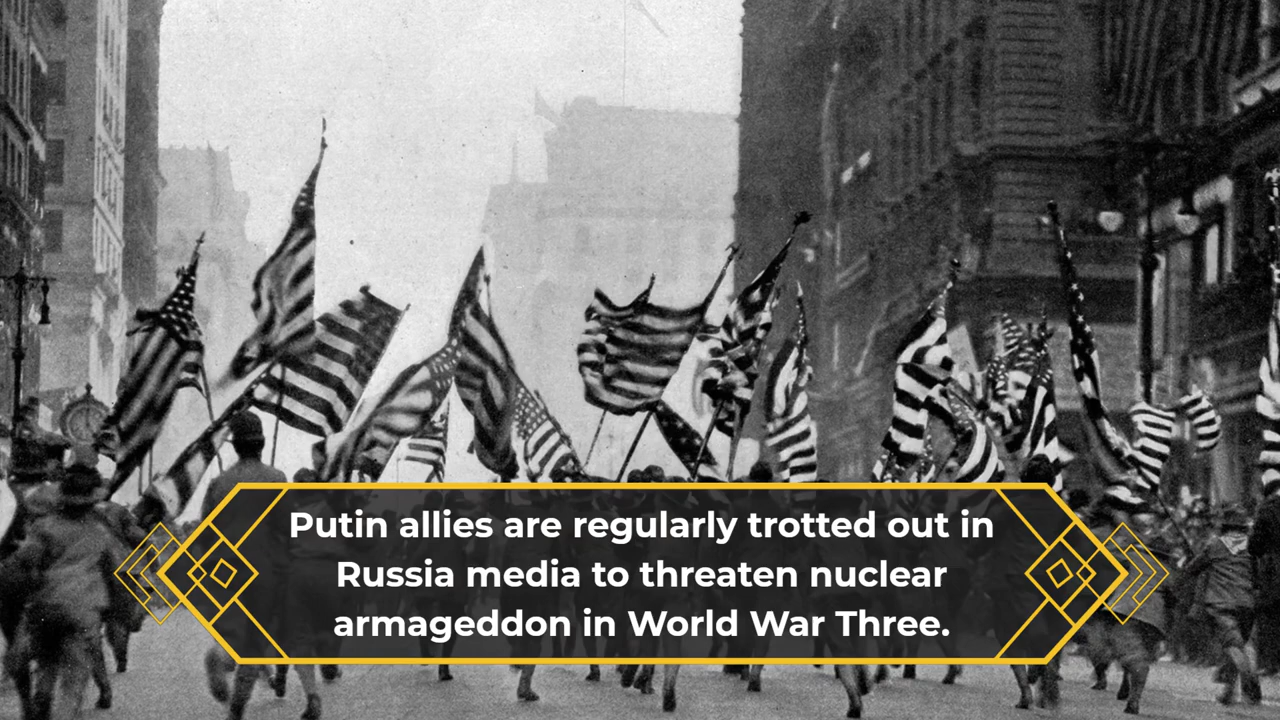 Putin allies are regularly trotted out in
Russia media to threaten nuclear
armageddon in World War Three.